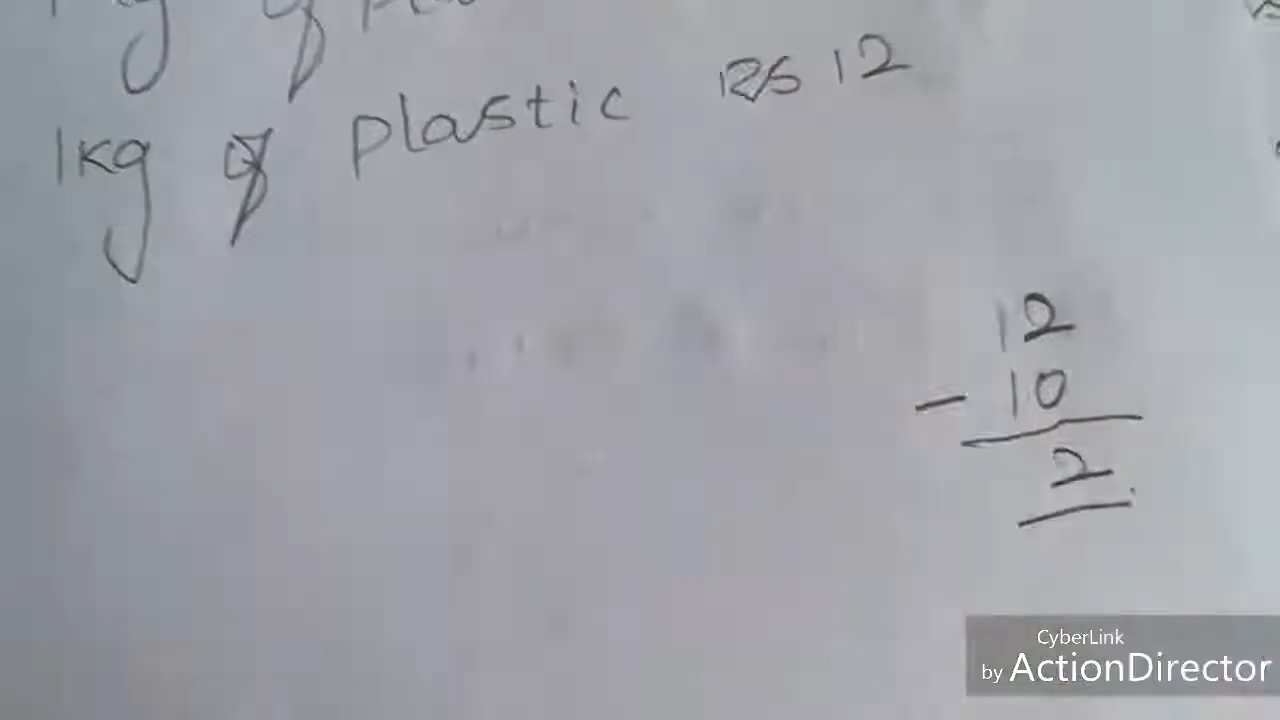 1kg of plastic Rs 12
12
- 10
2
CyberLink
by ActionDirector